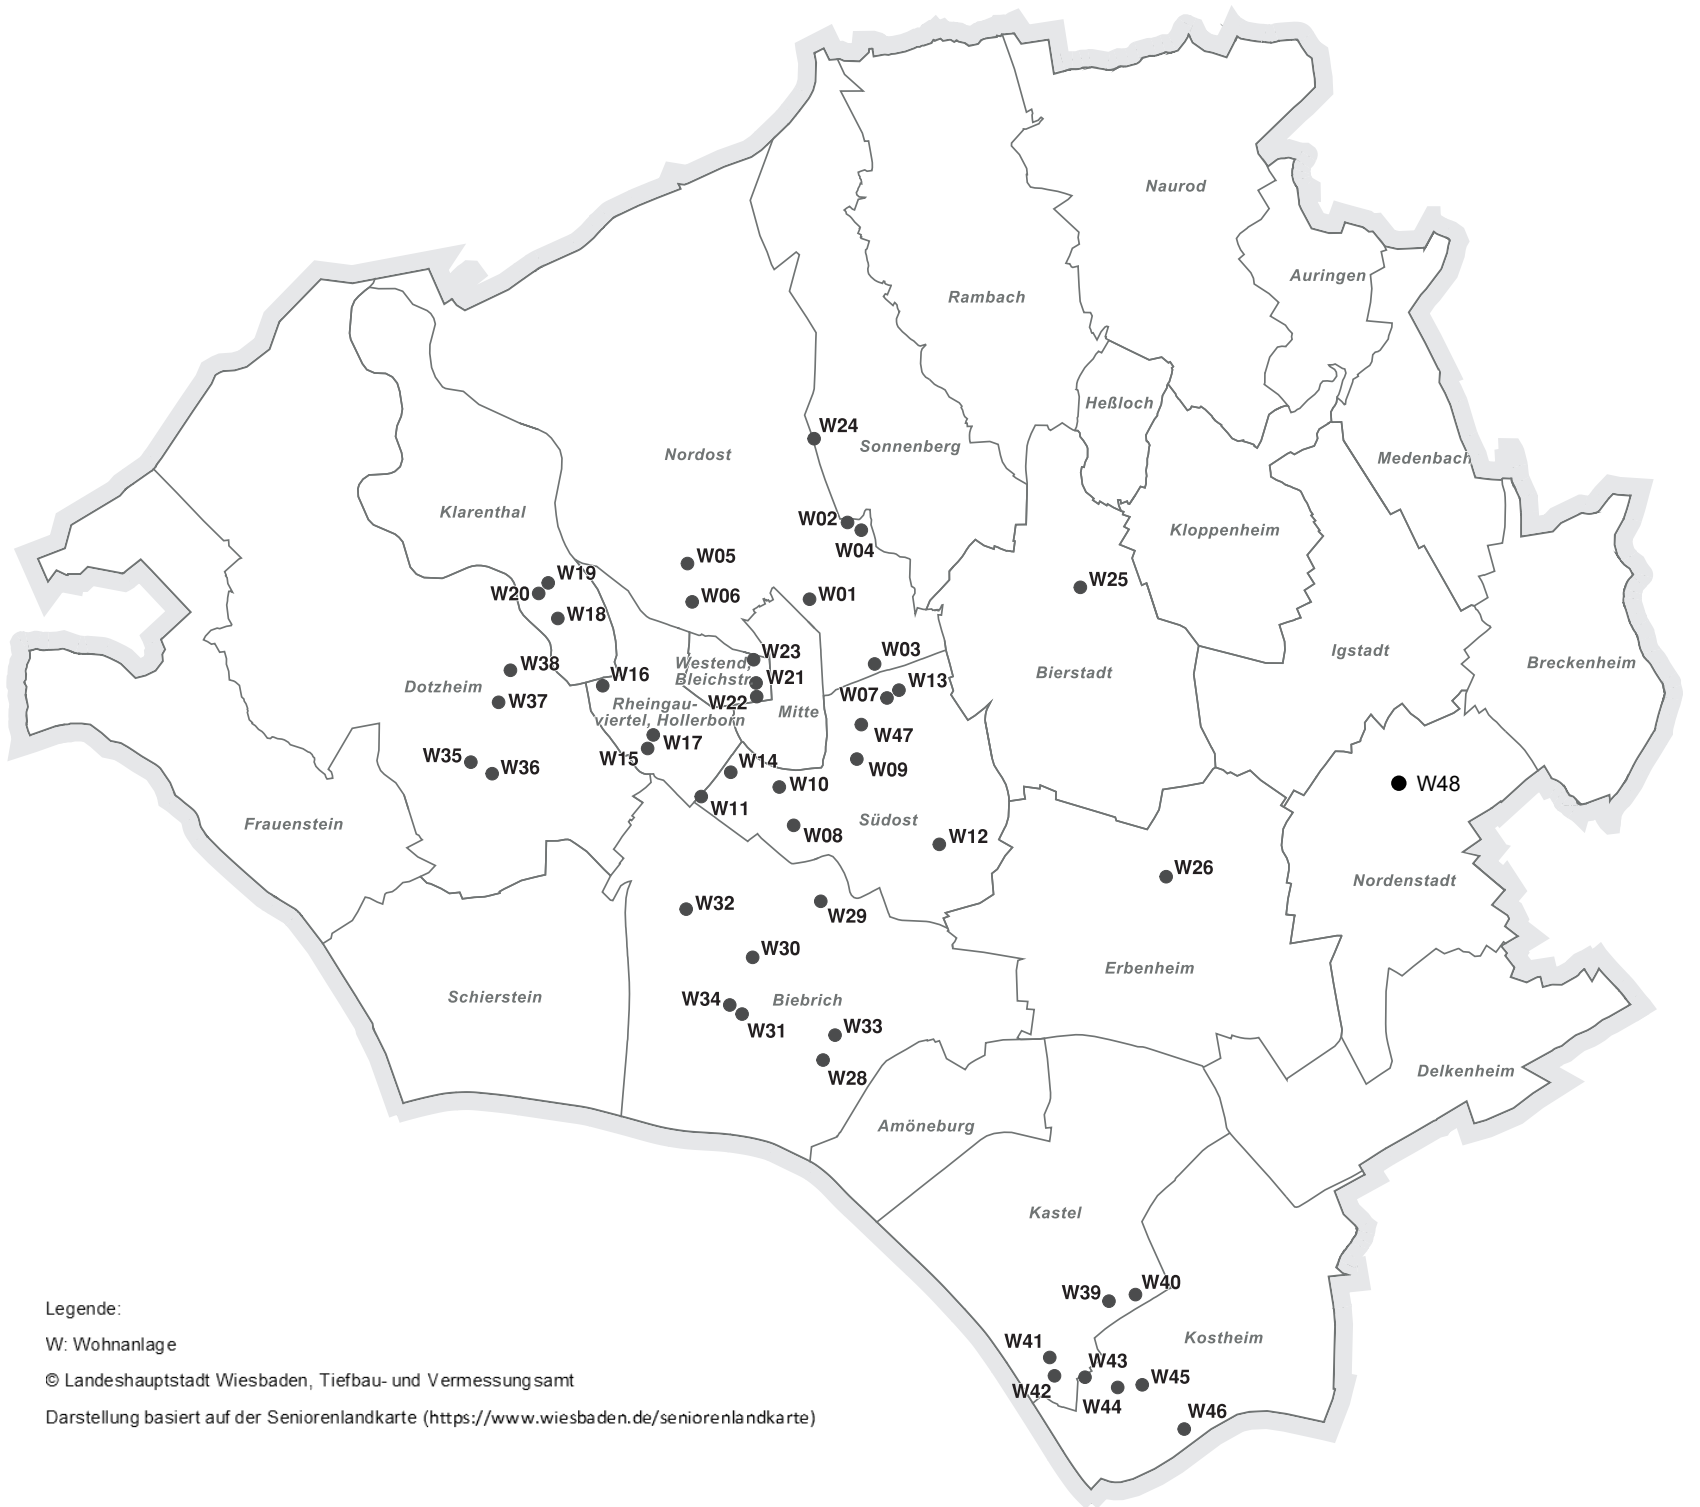 Naurod
Auringen
Rambach
Heßloch
W24
Sonnenberg
Nordost
Medenbach
Klarenthal
W02
Kloppenheim
W04
W05
W19
W25
W20
W06
W01
W18
W23
W03
Westend,
Bleichstr.
Igstadt
Breckenheim
W38
W16
W21
Bierstadt
W13
Dotzheim
W07
W37
W22
Rheingau-
viertel, Hollerborn
Mitte
W47
W17
W35
W15
W14
W36
W09
W10
W48
W11
Frauenstein
Südost
W08
W12
W26
Nordenstadt
W32
W29
W30
Erbenheim
Schierstein
W34
Biebrich
W31
W33
Delkenheim
W28
Amöneburg
Kastel
W39
W40
Legende:
Kostheim
W41
W: Wohnanlage
W43
W45
© Landeshauptstadt Wiesbaden, Tiefbau- und Vermessungsamt
W42
W44
W46
Darstellung basiert auf der Seniorenlandkarte (https://www.wiesbaden.de/seniorenlandkarte)